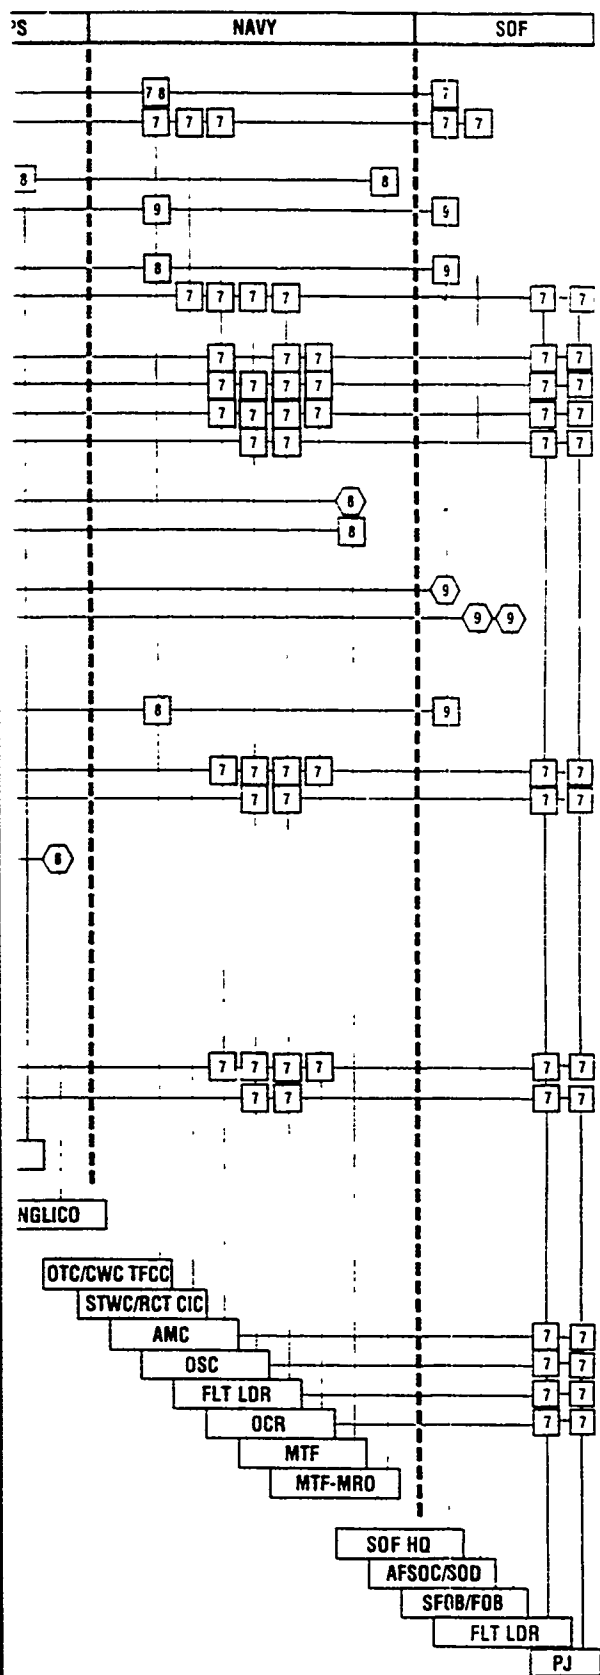 PS NAVY SOF
7 8 7
7 7 7 7 7
8 8
9 9
8 9
7 7 7 7 7 7
7 7 7 7 7
7 7 7 7 7 7
7 7 7 7 7 7
7 7 7 7
8
8
9
9 9
8 9
7 7 7 7 7 7
7 7 7 7
7 7 7 7 7 7
7 7 7 7
NGLICO
OTC/CWC TFCC
STWC/RCT CIC
AMC 7 7
OSC 7 7
FLT LDR 7 7
OCR 7 7
MTF
MTF-MRO
SOF HQ
AFSOC/SOD
SFOB/FOB
FLT LDR
PJ